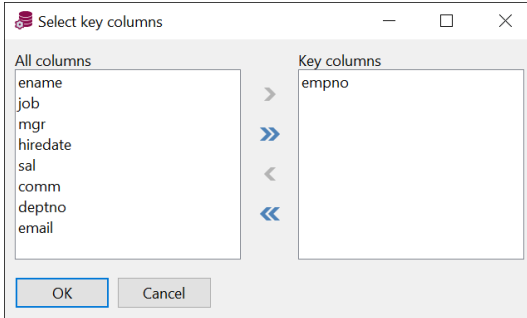 Select key columns
All columns
Key columns
ename
job
mgr
hiredate
sal
comm
deptno
email
empno
OK
Cancel